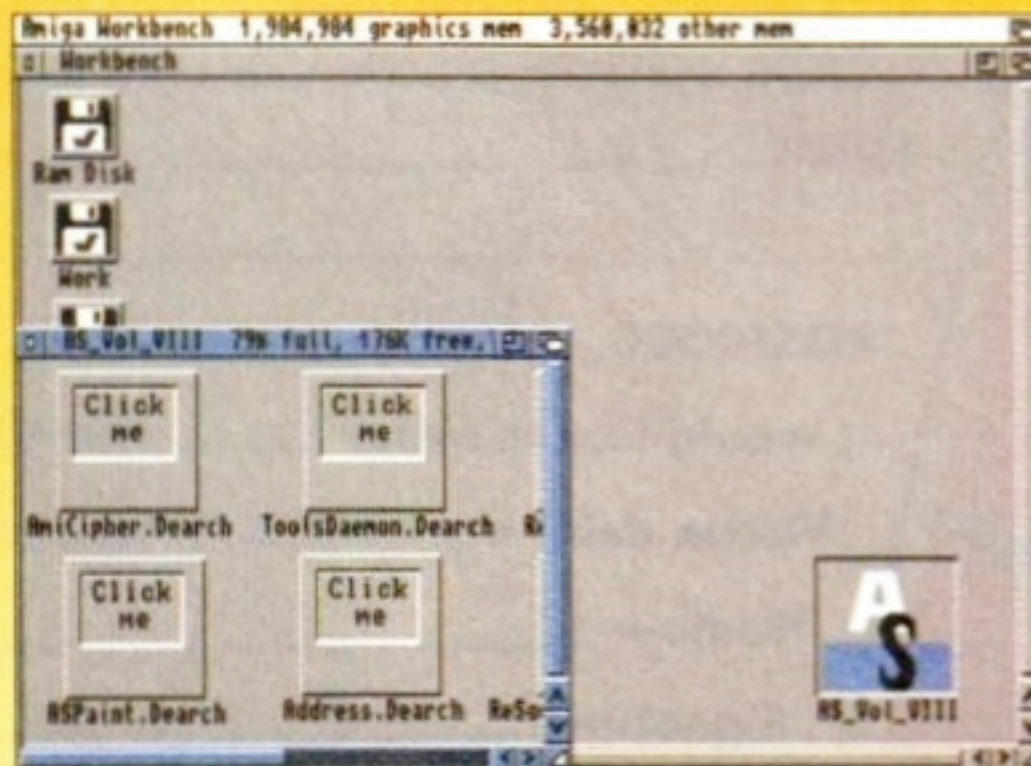 Amiga Workbench 1,904,904 graphics mem 3,560,032 other mem
Workbench
Ram Disk
Work
AS_Vol_VIII 79% full, 176K free,
Click
me
Click
me
AmiCipher.Dearch
ToolsDaemon.Dearch
Click
me
Click
me
ASPaint.Dearch
Address.Dearch
ReSo
AS
AS_Vol_VIII